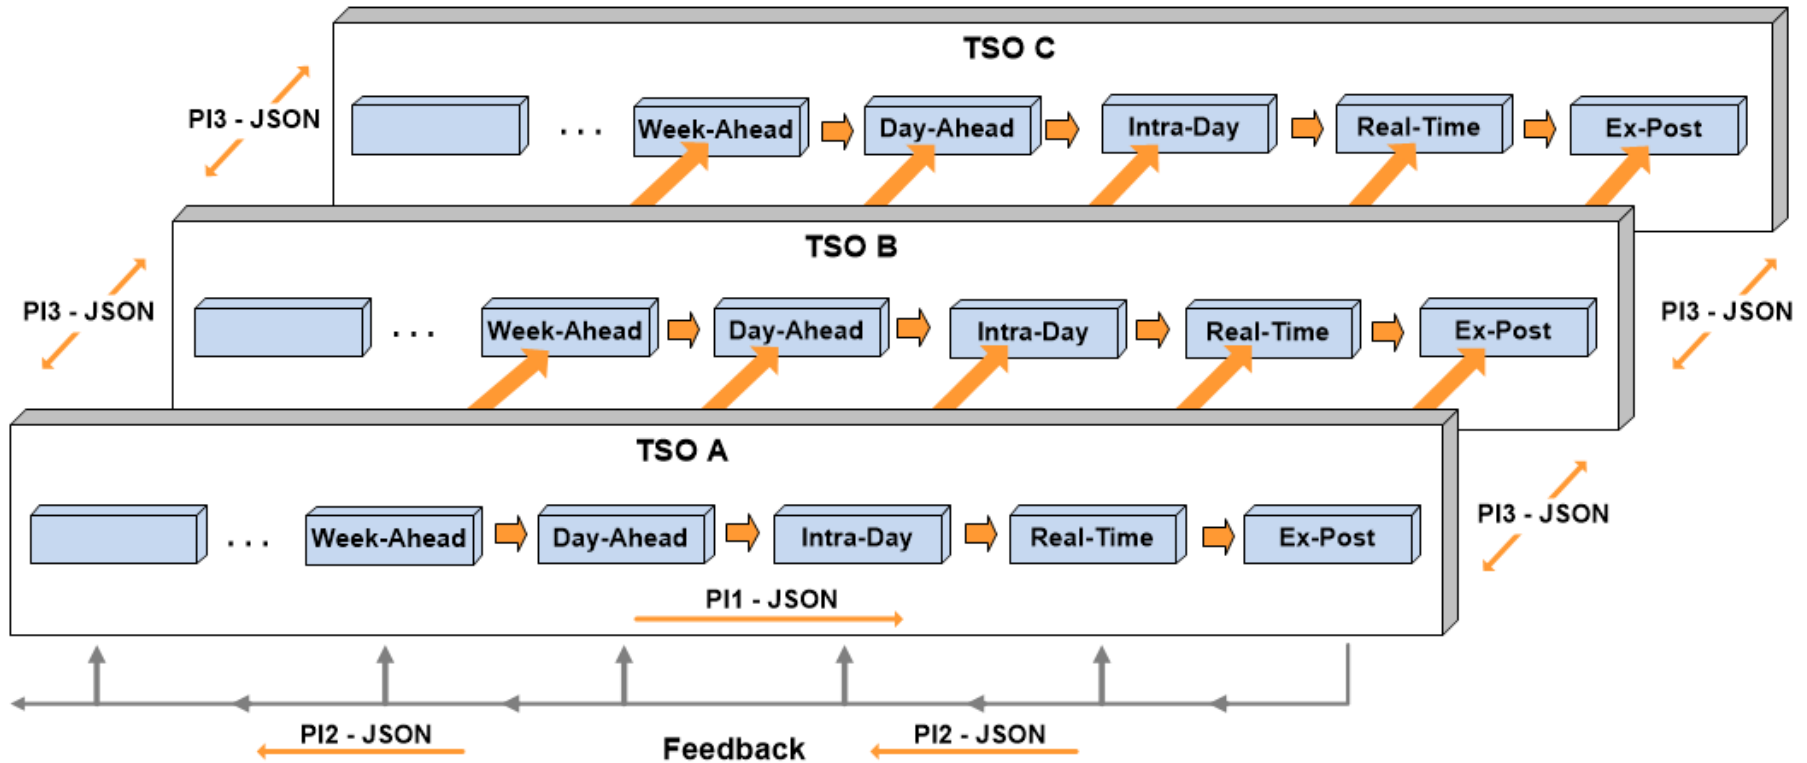 TSO C
PI3 - JSON
. . .
Week-Ahead
Day-Ahead
Intra-Day
Real-Time
Ex-Post
TSO B
PI3 - JSON
. . .
Week-Ahead
Day-Ahead
Intra-Day
Real-Time
Ex-Post
PI3 - JSON
TSO A
. . .
Week-Ahead
Day-Ahead
Intra-Day
Real-Time
Ex-Post
PI3 - JSON
PI1 - JSON
PI2 - JSON
Feedback
PI2 - JSON